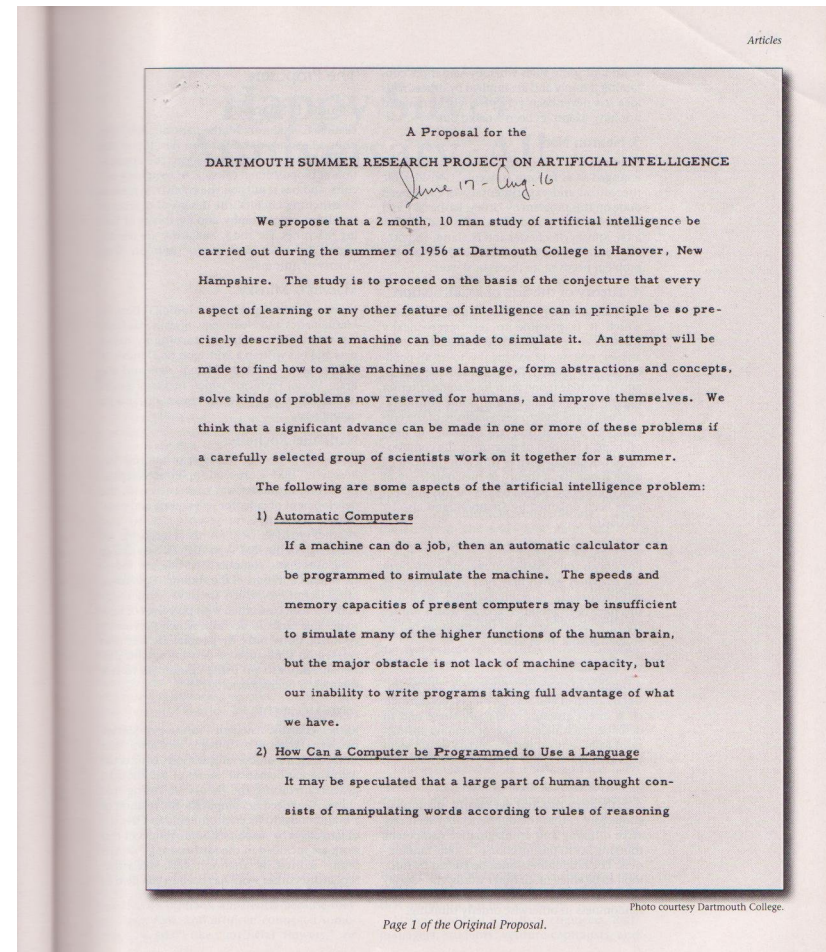 Articles
A Proposal for the
DARTMOUTH SUMMER RESEARCH PROJECT ON ARTIFICIAL INTELLIGENCE
June 17 - Aug. 16
We propose that a 2 month, 10 man study of artificial intelligence be
carried out during the summer of 1956 at Dartmouth College in Hanover, New
Hampshire. The study is to proceed on the basis of the conjecture that every
aspect of learning or any other feature of intelligence can in principle be so pre-
cisely described that a machine can be made to simulate it. An attempt will be
made to find how to make machines use language, form abstractions and concepts,
solve kinds of problems now reserved for humans, and improve themselves. We
think that a significant advance can be made in one or more of these problems if
a carefully selected group of scientists work on it together for a summer.
The following are some aspects of the artificial intelligence problem:
1) Automatic Computers
If a machine can do a job, then an automatic calculator can
be programmed to simulate the machine. The speeds and
memory capacities of present computers may be insufficient
to simulate many of the higher functions of the human brain,
but the major obstacle is not lack of machine capacity, but
our inability to write programs taking full advantage of what
we have.
2) How Can a Computer be Programmed to Use a Language
It may be speculated that a large part of human thought con-
sists of manipulating words according to rules of reasoning
Photo courtesy Dartmouth College.
Page 1 of the Original Proposal.